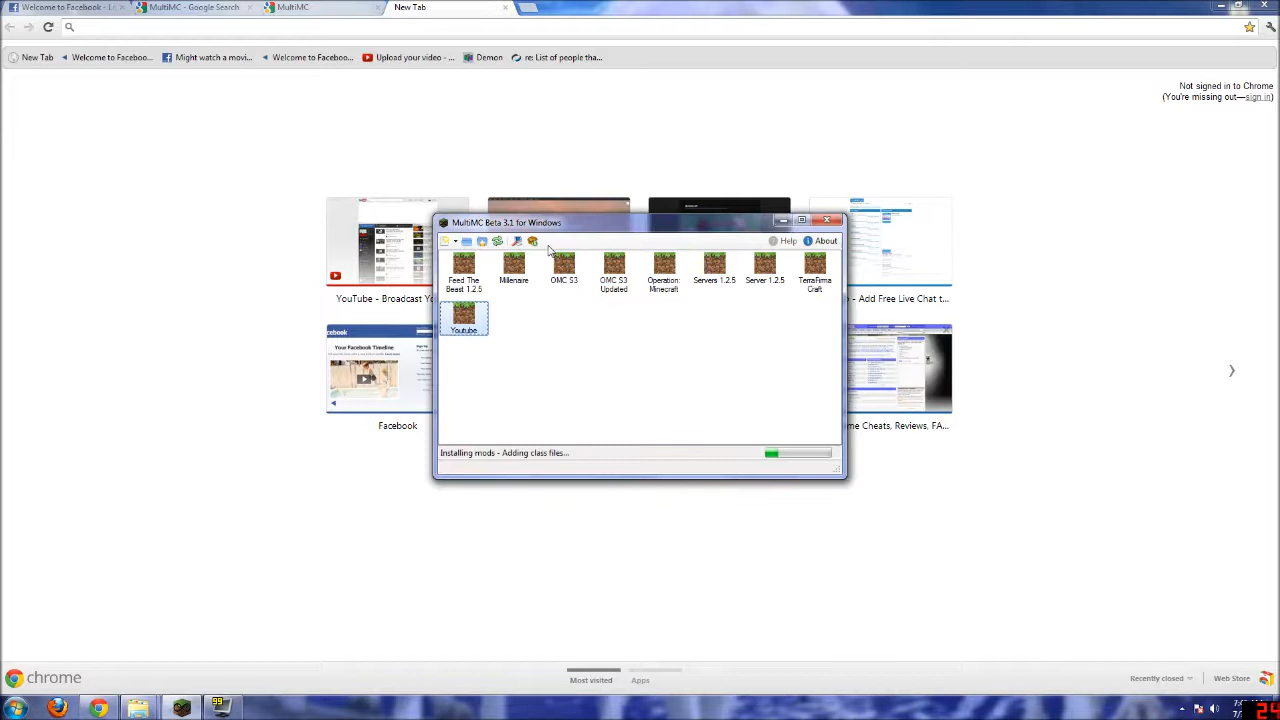 Welcome to Facebook - L
MultiMC - Google Search
MultiMC
New Tab
New Tab
Welcome to Faceboo...
Might watch a movi...
Welcome to Faceboo...
Upload your video - ...
Demon
re: List of people tha...
Not signed in to Chrome
(You're missing out—sign in)
MultiMC Beta 3.1 for Windows
Help
About
Feed The
Beast 1.2.5
Millenaire
OMC S3
OMC S3
Updated
Operation:
Minecraft
Servers 1.2.5
Server 1.2.5
TerraFirma
Craft
Youtube
YouTube - Broadcast Yo
- Add Free Live Chat t...
Your Facebook Timeline
Facebook
me Cheats, Reviews, FA...
Installing mods - Adding class files...
chrome
Most visited
Apps
Recently closed
Web Store
99
24